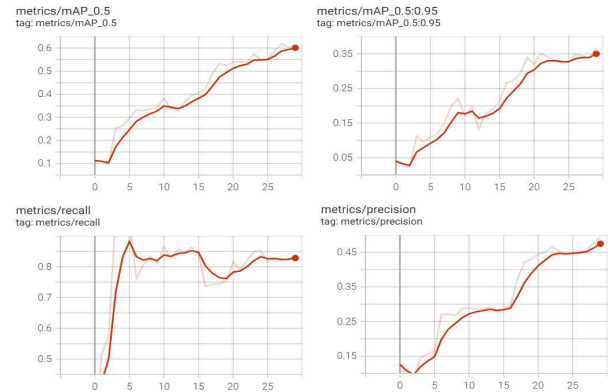 metrics/mAP_0.5
tag: metrics/mAP_0.5
0.6
0.5
0.4
0.3
0.2
0.1
0 5 10 15 20 25
metrics/mAP_0.5:0.95
tag: metrics/mAP_0.5:0.95
0.35
0.25
0.15
0.05
0 5 10 15 20 25
metrics/recall
tag: metrics/recall
0.8
0.7
0.6
0.5
0 5 10 15 20 25
metrics/precision
tag: metrics/precision
0.45
0.35
0.25
0.15
0 5 10 15 20 25